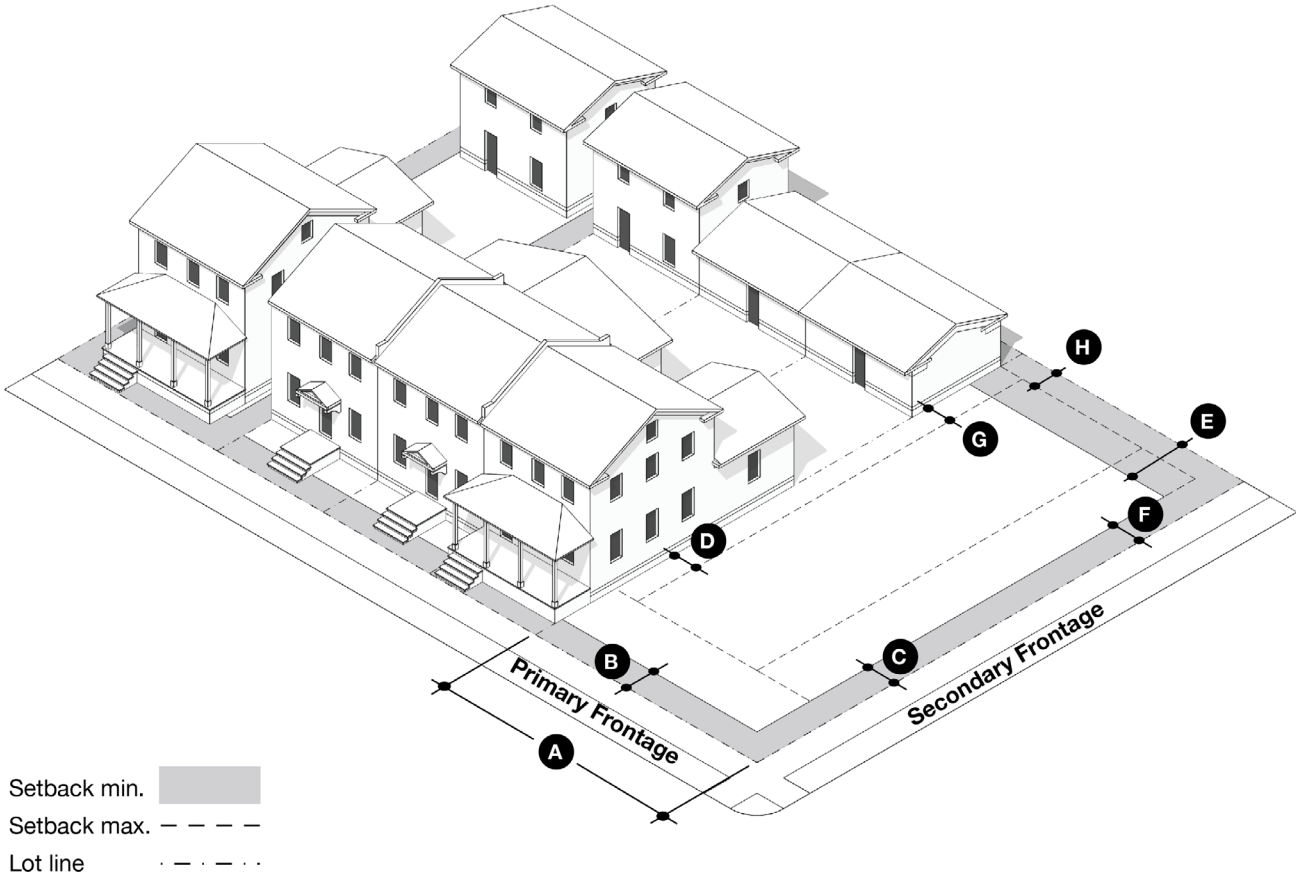 H
E
G
F
D
B
C
Primary Frontage
Secondary Frontage
A
Setback min.
Setback max.
Lot line